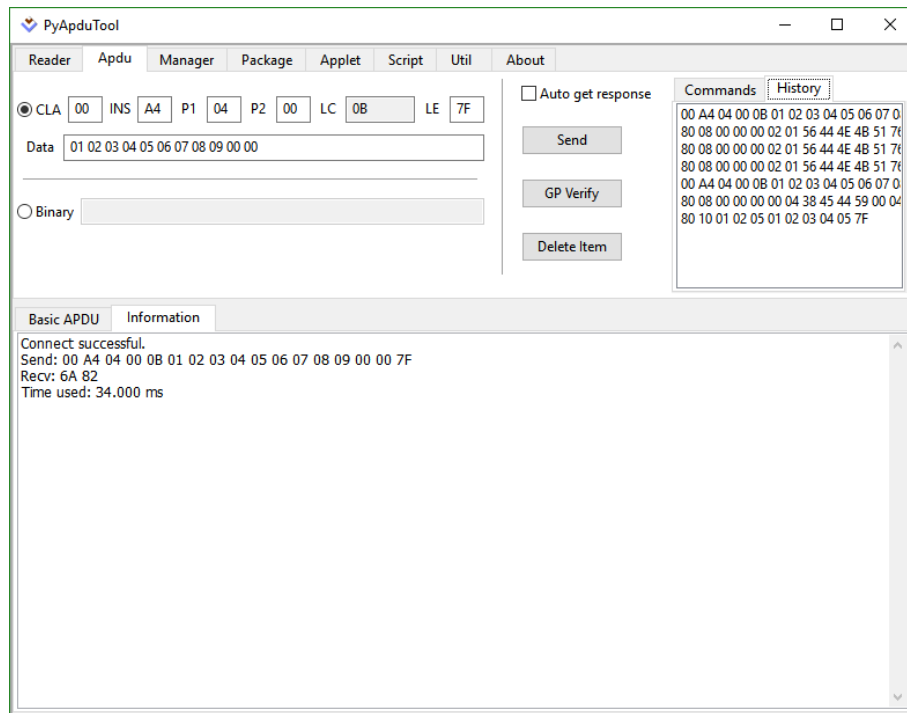 PyApduTool
Reader Apdu Manager Package Applet Script Util About
CLA 00 INS A4 P1 04 P2 00 LC 0B LE 7F
Data 01 02 03 04 05 06 07 08 09 00 00
Binary
Auto get response
Send
GP Verify
Delete Item
Commands History
00 A4 04 00 0B 01 02 03 04 05 06 07 0
80 08 00 00 00 02 01 56 44 4E 4B 51 76
80 08 00 00 00 02 01 56 44 4E 4B 51 76
80 08 00 00 00 02 01 56 44 4E 4B 51 76
00 A4 04 00 0B 01 02 03 04 05 06 07 0
80 08 00 00 00 00 04 38 45 44 59 00 04
80 10 01 02 05 01 02 03 04 05 7F
Basic APDU Information
Connect successful.
Send: 00 A4 04 00 0B 01 02 03 04 05 06 07 08 09 00 00 7F
Recv: 6A 82
Time used: 34.000 ms